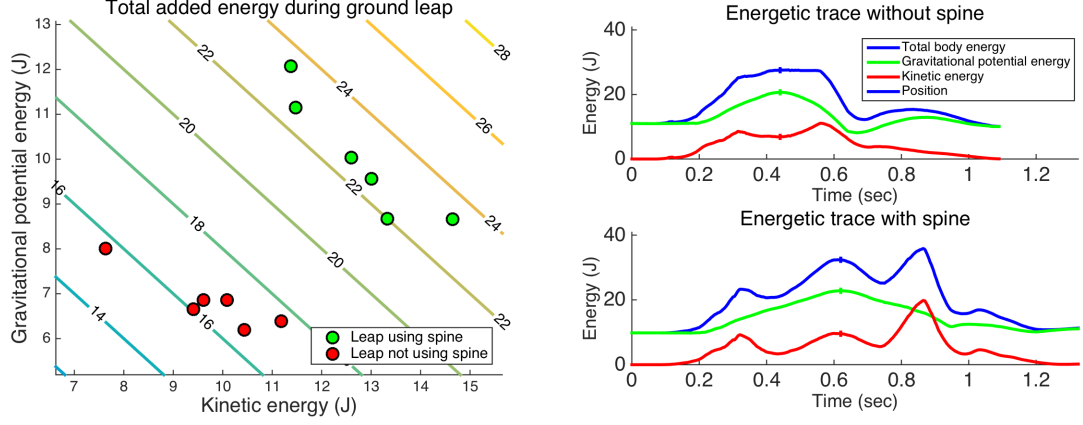 Total added energy during ground leap
Gravitational potential energy (J)
13
12
11
10
9
8
7
6
22
28
24
20
26
16
22
24
18
20
14
16
22
Leap using spine
Leap not using spine
7 8 9 10 11 12 13 14 15
Kinetic energy (J)
Energetic trace without spine
Energy (J)
40
20
0
Total body energy
Gravitational potential energy
Kinetic energy
Position
0 0.2 0.4 0.6 0.8 1 1.2
Time (sec)
Energetic trace with spine
Energy (J)
40
20
0
0 0.2 0.4 0.6 0.8 1 1.2
Time (sec)